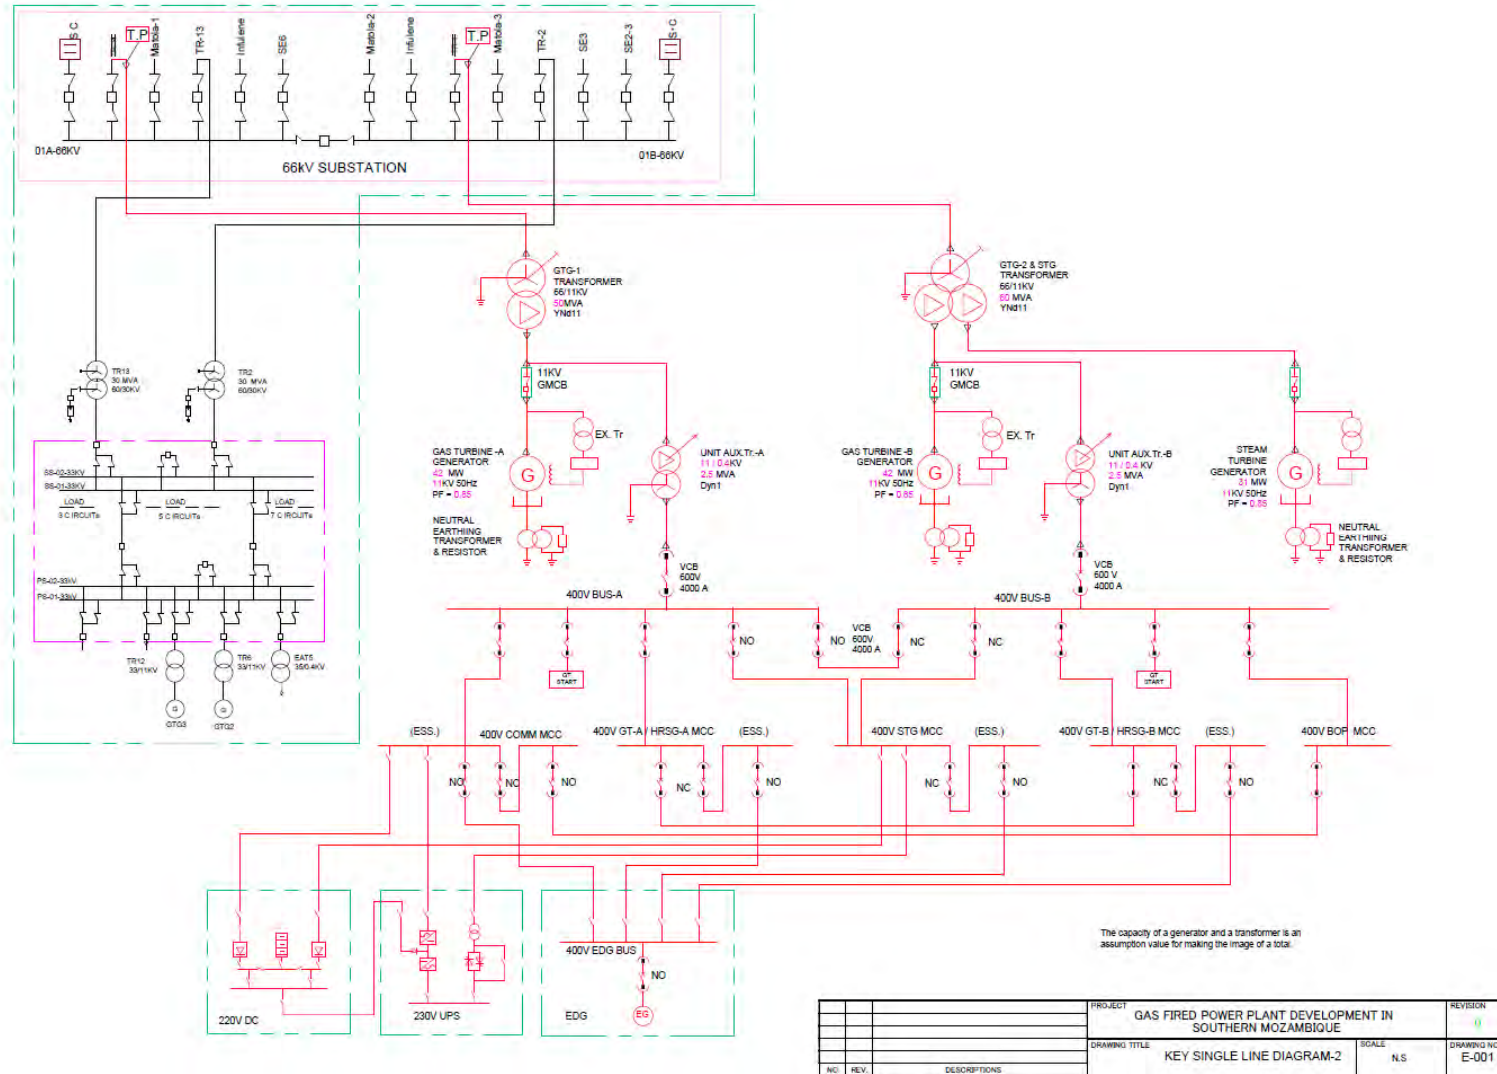 S C
T.P
Matola-1
TR-13
Infulene
SE6
Matola-2
Infulene
T.P
Matola-3
TR-2
SE3
SE2-3
S-C
01A-66KV
66kV SUBSTATION
01B-66KV
GTG-1
TRANSFORMER
66/11KV
50MVA
YNd11
GTG-2 & STG
TRANSFORMER
66/11KV
MVA
YNd11
TR13
30 MVA
60/30KV
TR2
30 MVA
60/30KV
11KV
GMCB
11KV
GMCB
EX. Tr
EX. Tr
GAS TURBINE -A
GENERATOR
42 MW
11KV 50Hz
PF = 0.85
G
UNIT AUX.Tr.-A
11 / 0.4KV
2.5 MVA
Dyn1
GAS TURBINE -B
GENERATOR
42 MW
11KV 50Hz
PF = 0.85
G
UNIT AUX.Tr.-B
11 / 0.4 KV
2.5 MVA
Dyn1
STEAM
TURBINE
GENERATOR
31 MW
11KV 50Hz
PF = 0.85
G
SS-02-33KV
SS-01-33KV
LOAD
3 CIRCUITs
LOAD
5 CIRCUITs
LOAD
7 CIRCUITs
NEUTRAL
EARTHING
TRANSFORMER
& RESISTOR
NEUTRAL
EARTHING
TRANSFORMER
& RESISTOR
PS-02-33KV
PS-01-33KV
VCB
600V
4000 A
VCB
600 V
4000 A
400V BUS-A
400V BUS-B
NO
NO
VCB
600V
4000 A
NC
NC
TR12
33/11KV
TR6
33/11KV
EAT5
33/0.4KV
G
GTG3
G
GTG2
GT
START
GT
START
(ESS.)
400V COMM MCC
400V GT-A / HRSG-A MCC
(ESS.)
400V STG MCC
(ESS.)
400V GT-B / HRSG-B MCC
(ESS.)
400V BOP MCC
NO
NC
NO
NC
NO
NC
NO
NC
NO
400V EDG BUS
NO
EG
220V DC
230V UPS
EDG
The capacity of a generator and a transformer is an
assumption value for making the image of a total.
PROJECT
GAS FIRED POWER PLANT DEVELOPMENT IN
SOUTHERN MOZAMBIQUE
REVISION
0
DRAWING TITLE
KEY SINGLE LINE DIAGRAM-2
SCALE
N.S
DRAWING NO
E-001
NO.
REV.
DESCRIPTIONS